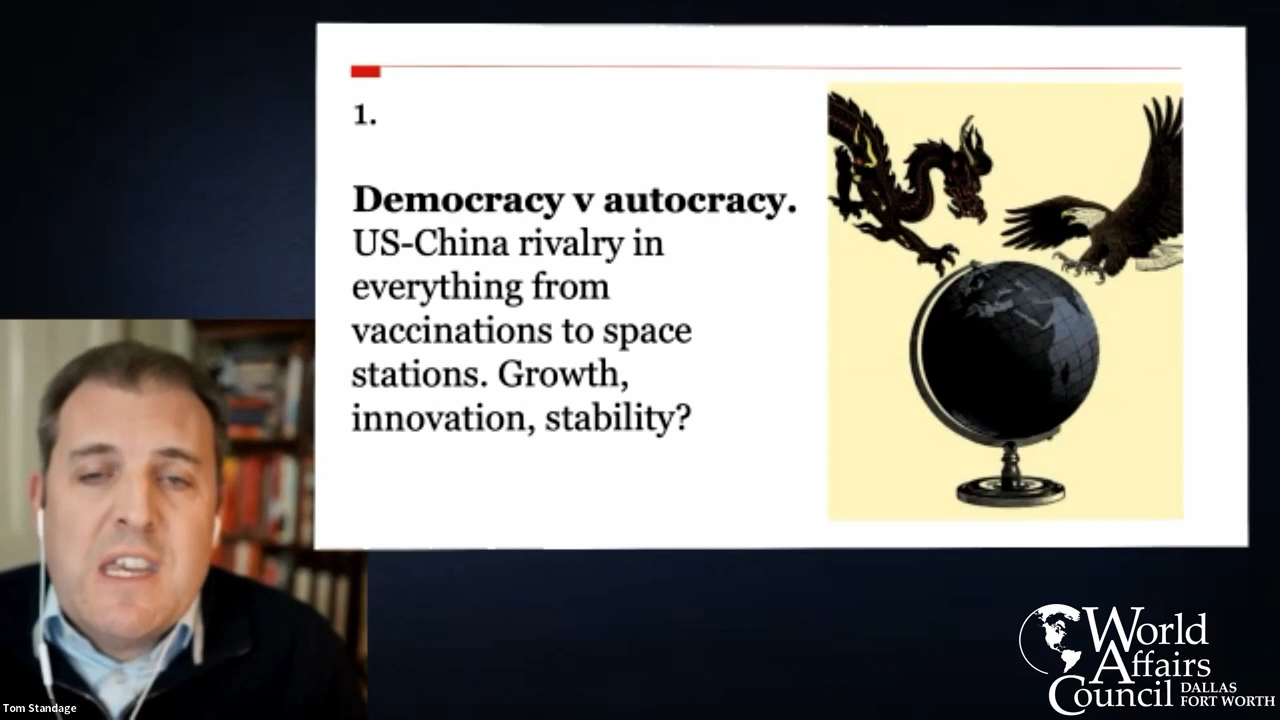 1.
Democracy v autocracy.
US-China rivalry in
everything from
vaccinations to space
stations. Growth,
innovation, stability?
Tom Standage
World
Affairs
Council DALLAS
FORT WORTH